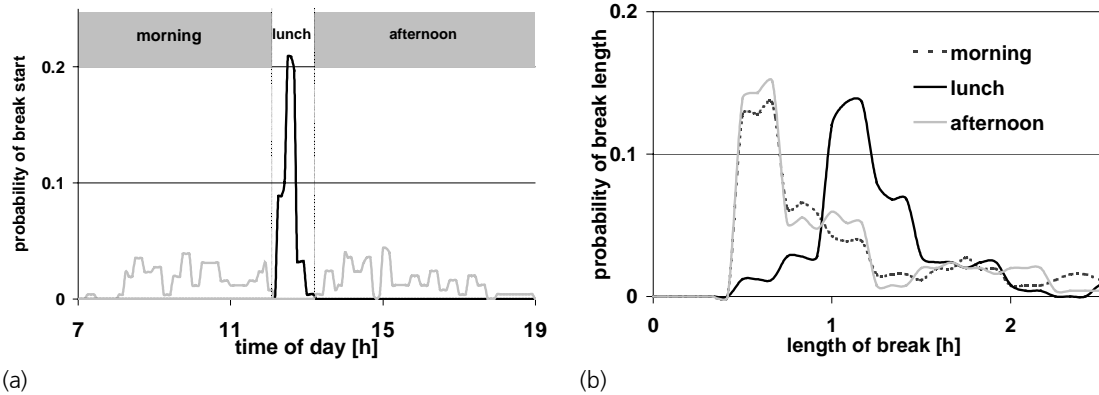 morning
lunch
afternoon
probability of break start
0.2
0.1
0
7
11
15
19
time of day [h]
(a)
probability of break length
0.2
0.1
0
morning
lunch
afternoon
0
1
2
length of break [h]
(b)